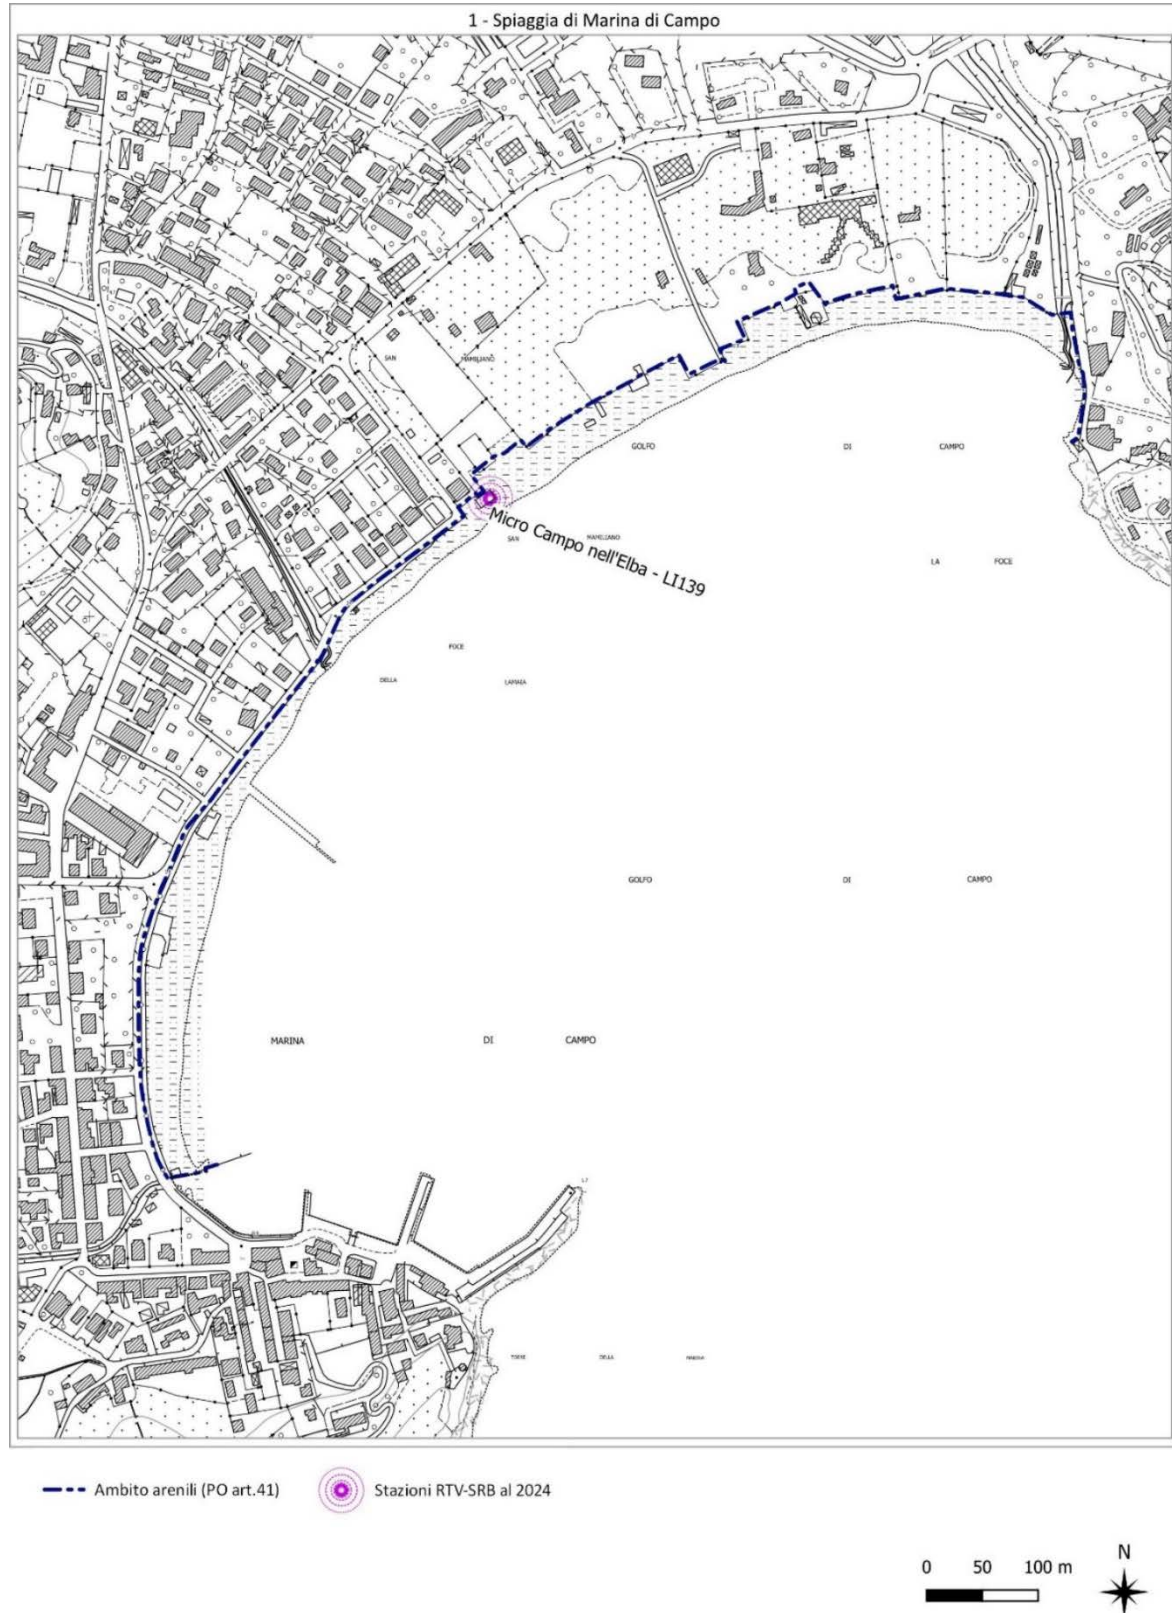 1 - Spiaggia di Marina di Campo
SAN MAMILIANO
GOLFO DI CAMPO
Micro Campo nell'Elba - LI139
SAN MAMILIANO
LA FOCE
FOCE
DELLA LAMAIA
GOLFO DI CAMPO
MARINA DI CAMPO
TORRE DELLA MARINA
Ambito arenili (PO art.41)
Stazioni RTV-SRB al 2024
0 50 100 m
N